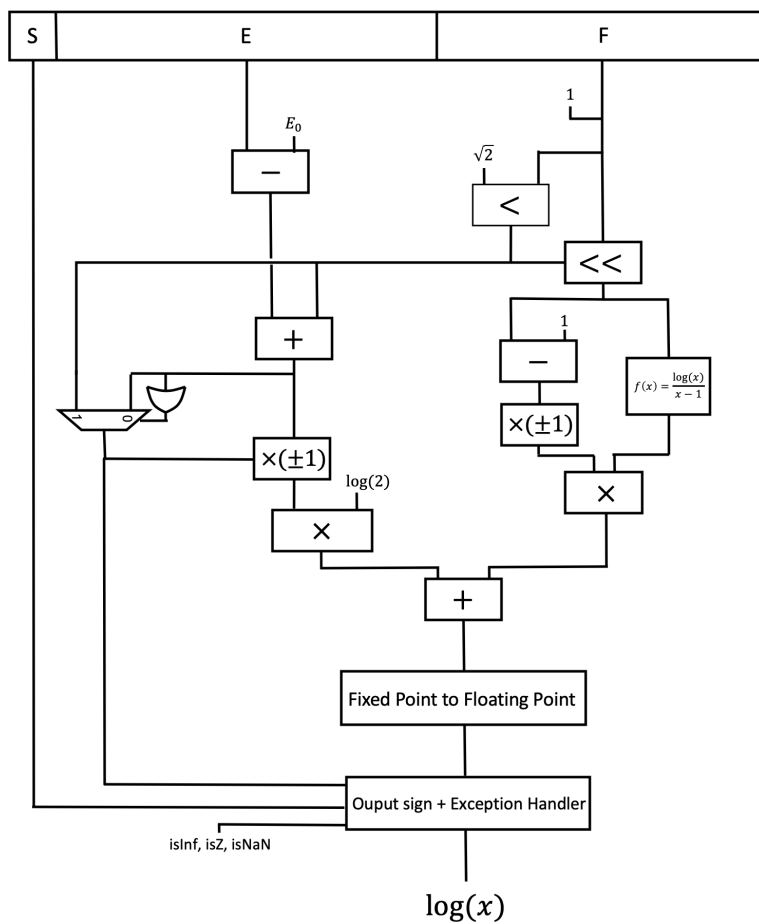 S E F
1
E₀
√2
−
<
<<
+
1
−
f(x) = log(x) / x − 1
1 0
×(±1)
×(±1)
log(2)
×
×
+
Fixed Point to Floating Point
Ouput sign + Exception Handler
isInf, isZ, isNaN
log(x)